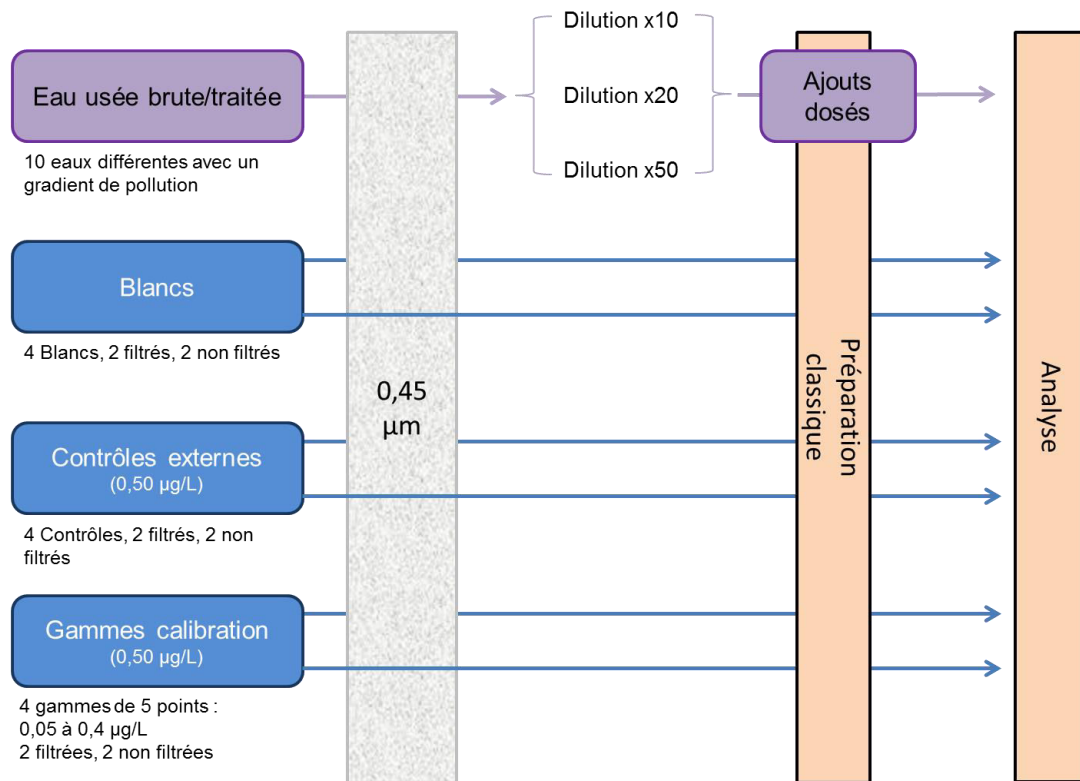 Dilution x10
Eau usée brute/traitée
Dilution x20
Ajouts
dosés
10 eaux différentes avec un
gradient de pollution
Dilution x50
Blancs
4 Blancs, 2 filtrés, 2 non filtrés
0,45
µm
Préparation
classique
Analyse
Contrôles externes
(0,50 µg/L)
4 Contrôles, 2 filtrés, 2 non
filtrés
Gammes calibration
(0,50 µg/L)
4 gammes de 5 points :
0,05 à 0,4 µg/L
2 filtrées, 2 non filtrées